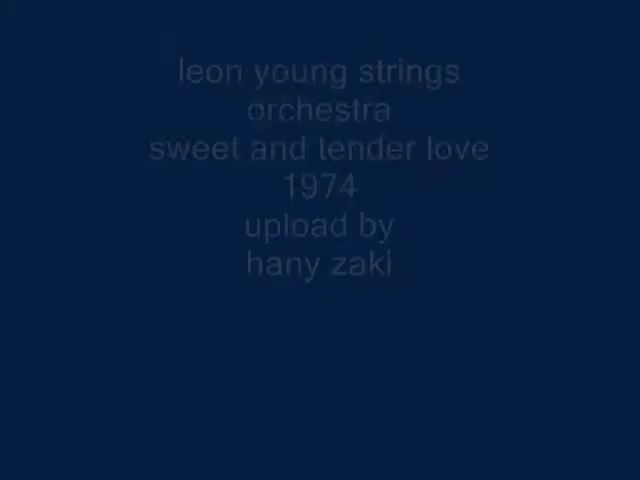 leon young strings
orchestra
sweet and tender love
1974
upload by
hany zaki